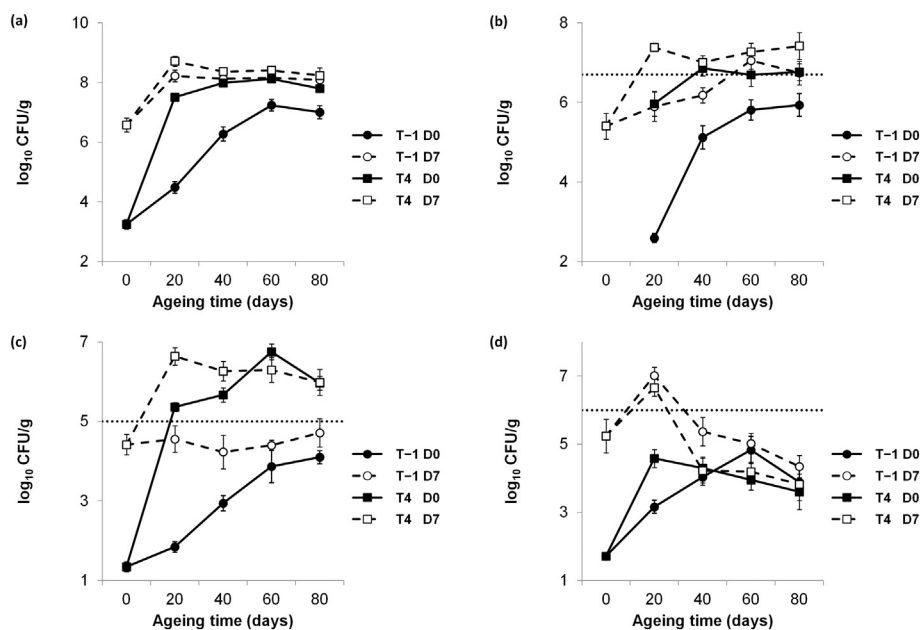 (a)
10
8
6
4
2
log10 CFU/g
0 20 40 60 80
Ageing time (days)
T−1 D0
T−1 D7
T4 D0
T4 D7
(b)
8
6
4
2
log10 CFU/g
0 20 40 60 80
Ageing time (days)
T−1 D0
T−1 D7
T4 D0
T4 D7
(c)
7
5
3
1
log10 CFU/g
0 20 40 60 80
Ageing time (days)
T−1 D0
T−1 D7
T4 D0
T4 D7
(d)
7
5
3
1
log10 CFU/g
0 20 40 60 80
Ageing time (days)
T−1 D0
T−1 D7
T4 D0
T4 D7